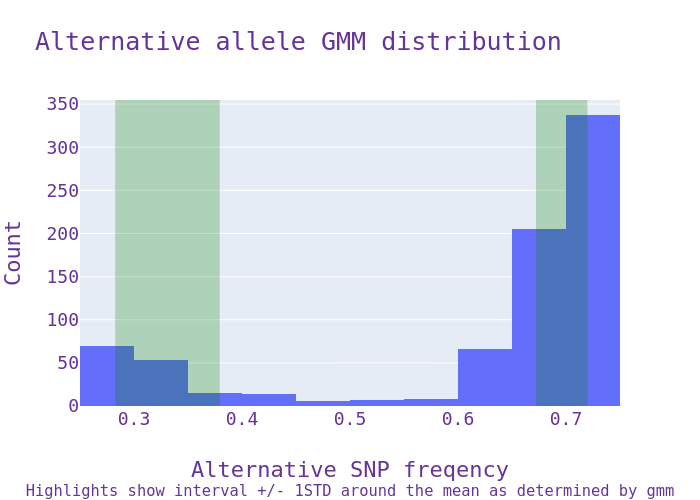 Alternative allele GMM distribution
350
300
250
200
150
100
50
0
Count
0.3 0.4 0.5 0.6 0.7
Alternative SNP freqency
Highlights show interval +/- 1STD around the mean as determined by gmm